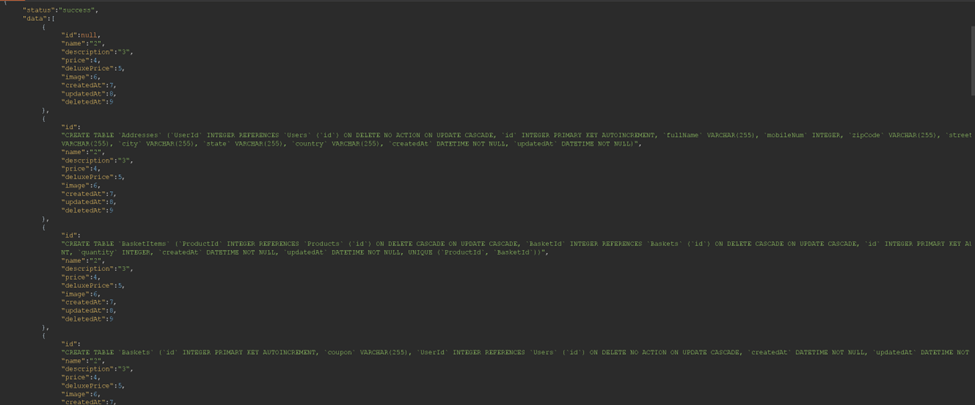 {
"status":"success",
"data":[
{
"id":null,
"name":"2",
"description":"3",
"price":4,
"deluxePrice":5,
"image":6,
"createdAt":7,
"updatedAt":8,
"deletedAt":9
},
{
"id":
"CREATE TABLE `Addresses` (`UserId` INTEGER REFERENCES `Users` (`id`) ON DELETE NO ACTION ON UPDATE CASCADE, `id` INTEGER PRIMARY KEY AUTOINCREMENT, `fullName` VARCHAR(255), `mobileNum` INTEGER, `zipCode` VARCHAR(255), `street
VARCHAR(255), `city` VARCHAR(255), `state` VARCHAR(255), `country` VARCHAR(255), `createdAt` DATETIME NOT NULL, `updatedAt` DATETIME NOT NULL)",
"name":"2",
"description":"3",
"price":4,
"deluxePrice":5,
"image":6,
"createdAt":7,
"updatedAt":8,
"deletedAt":9
},
{
"id":
"CREATE TABLE `BasketItems` (`ProductId` INTEGER REFERENCES `Products` (`id`) ON DELETE CASCADE ON UPDATE CASCADE, `BasketId` INTEGER REFERENCES `Baskets` (`id`) ON DELETE CASCADE ON UPDATE CASCADE, `id` INTEGER PRIMARY KEY AU
NT, `quantity` INTEGER, `createdAt` DATETIME NOT NULL, `updatedAt` DATETIME NOT NULL, UNIQUE (`ProductId`, `BasketId`))",
"name":"2",
"description":"3",
"price":4,
"deluxePrice":5,
"image":6,
"createdAt":7,
"updatedAt":8,
"deletedAt":9
},
{
"id":
"CREATE TABLE `Baskets` (`id` INTEGER PRIMARY KEY AUTOINCREMENT, `coupon` VARCHAR(255), `UserId` INTEGER REFERENCES `Users` (`id`) ON DELETE NO ACTION ON UPDATE CASCADE, `createdAt` DATETIME NOT NULL, `updatedAt` DATETIME NOT
"name":"2",
"description":"3",
"price":4,
"deluxePrice":5,
"image":6,
"createdAt":7,